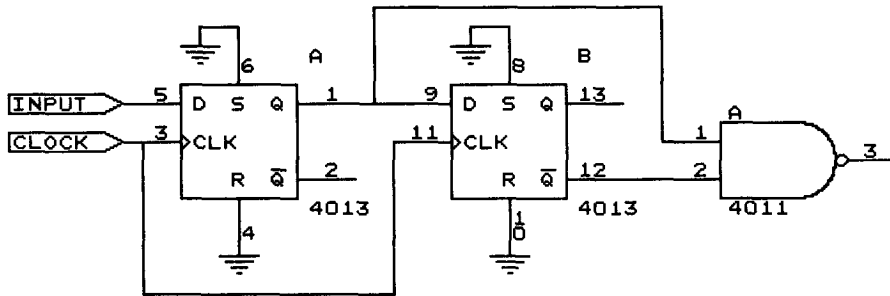 6 A 8 B
INPUT 5 D S Q 1 9 D S Q 13 A
CLOCK 3 CLK 11 CLK 1 3
R Q̅ 2 R Q̅ 12 2
4013 4013 4011
4 10